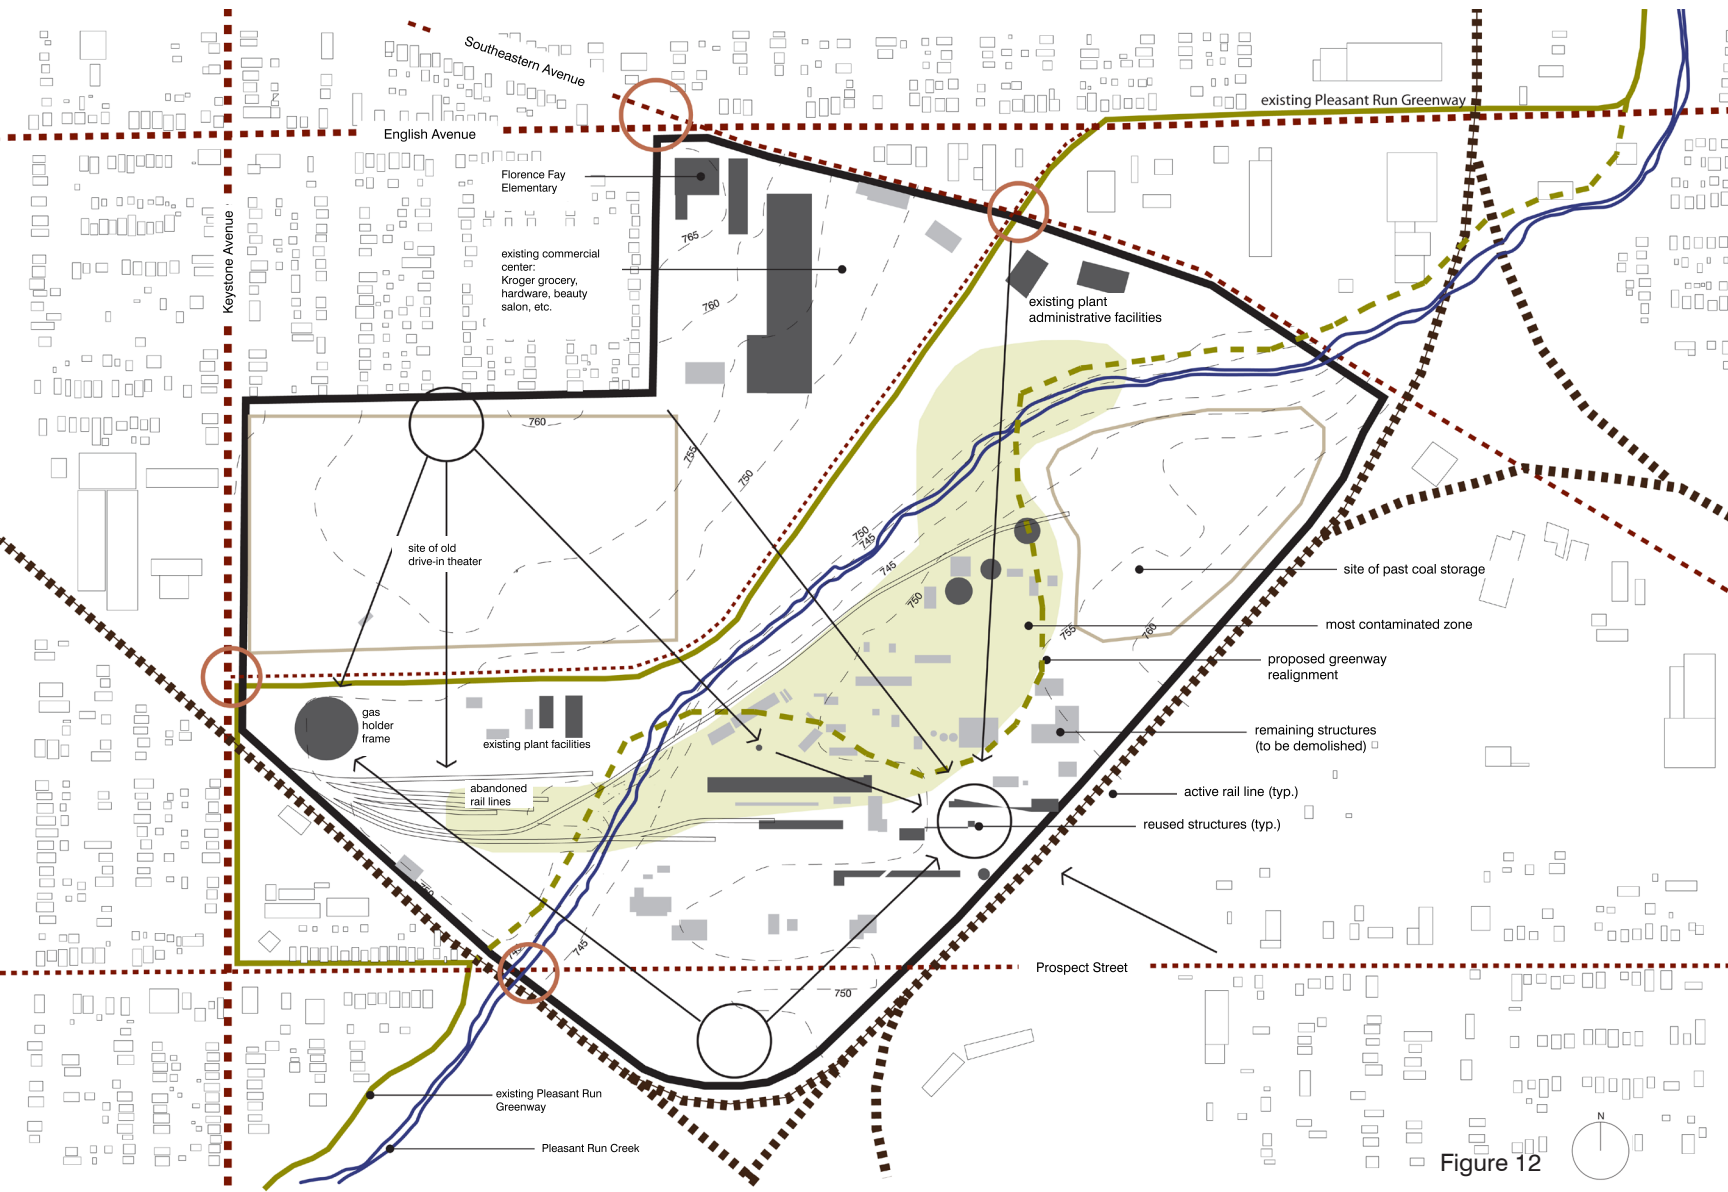 Southeastern Avenue
existing Pleasant Run Greenway
English Avenue
Keystone Avenue
Florence Fay
Elementary
765
existing commercial
center:
Kroger grocery,
hardware, beauty
salon, etc.
760
existing plant
administrative facilities
760
755
750
750
745
745
750
site of old
drive-in theater
site of past coal storage
most contaminated zone
755
760
proposed greenway
realignment
gas
holder
frame
existing plant facilities
remaining structures
(to be demolished)
abandoned
rail lines
active rail line (typ.)
reused structures (typ.)
750
745
745
Prospect Street
750
existing Pleasant Run
Greenway
Pleasant Run Creek
N
Figure 12